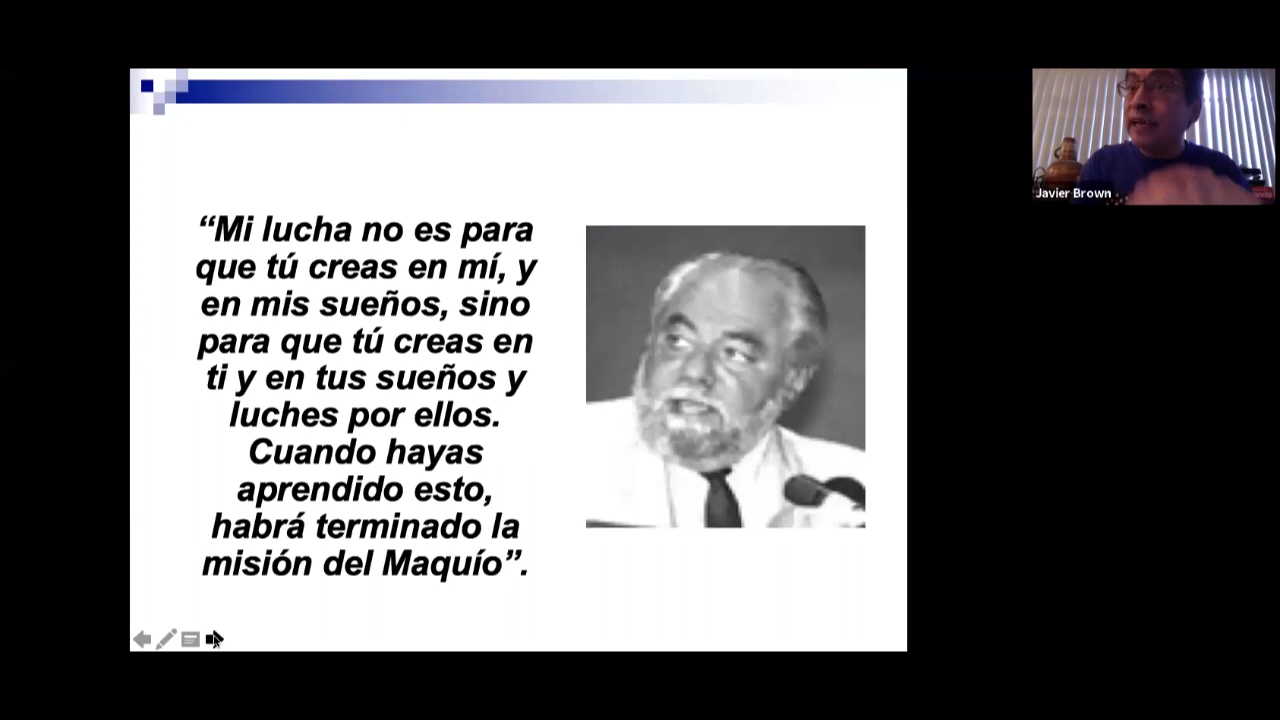 “Mi lucha no es para
que tú creas en mí, y
en mis sueños, sino
para que tú creas en
ti y en tus sueños y
luches por ellos.
Cuando hayas
aprendido esto,
habrá terminado la
misión del Maquío”.
Javier Brown